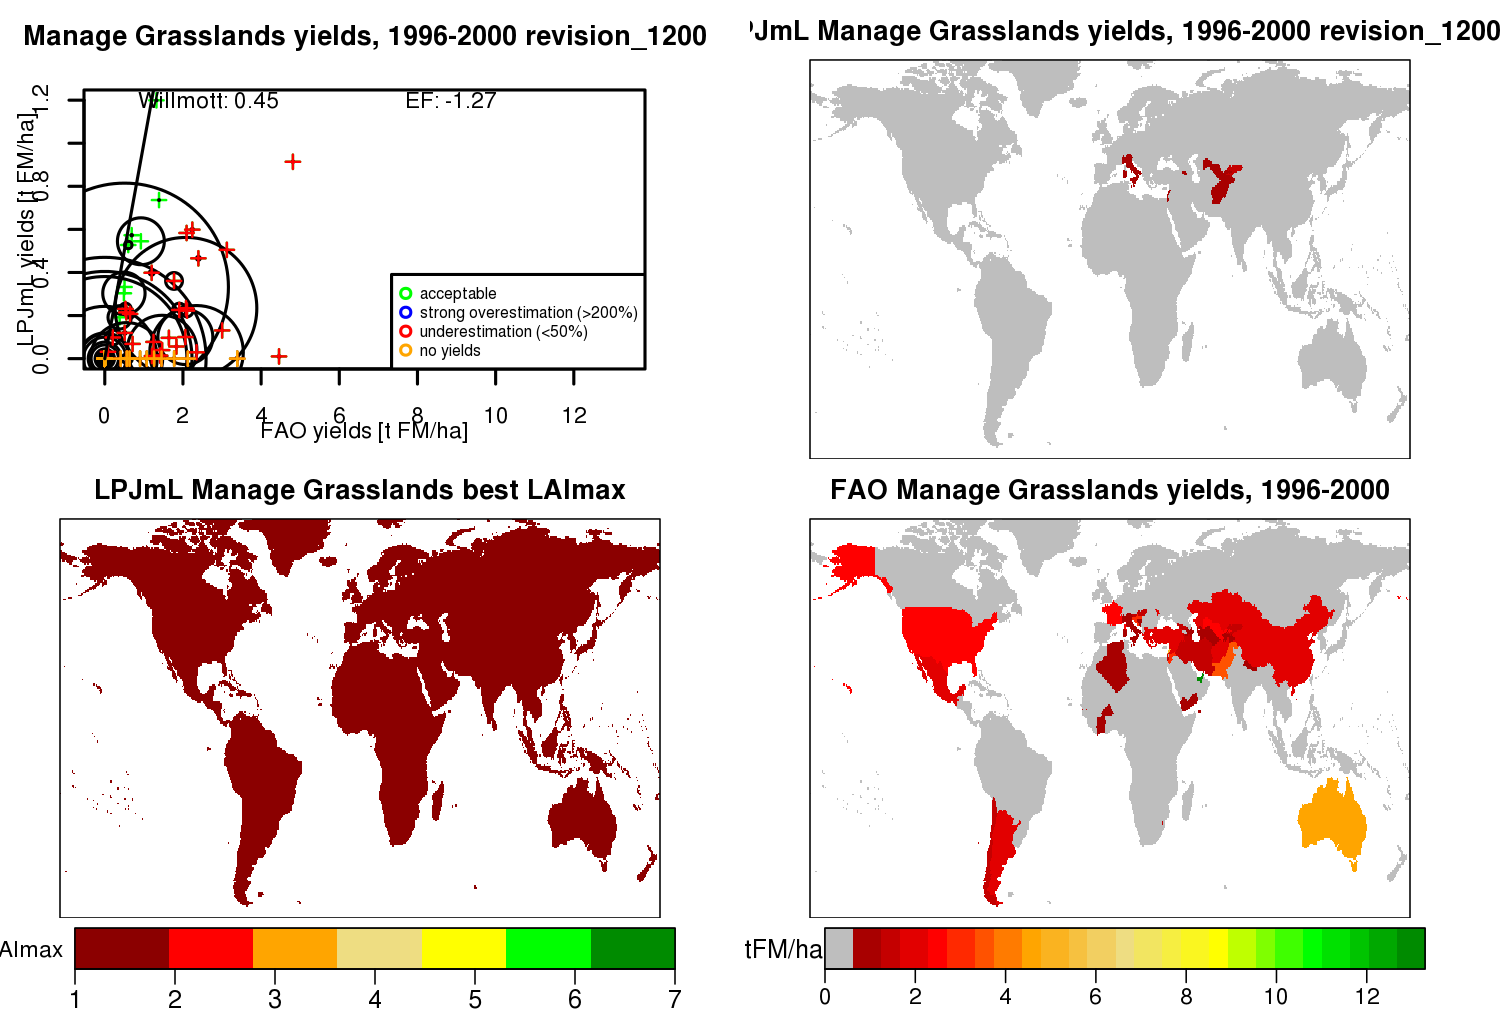 Manage Grasslands yields, 1996-2000 revision_1200
Willmott: 0.45
EF: -1.27
LPJmL yields [t FM/ha]
0.0
0.4
0.8
1.2
acceptable
strong overestimation (>200%)
underestimation (<50%)
no yields
0 2 4 6 8 10 12
FAO yields [t FM/ha]
PJmL Manage Grasslands yields, 1996-2000 revision_1200
LPJmL Manage Grasslands best LAImax
AImax
1 2 3 4 5 6 7
FAO Manage Grasslands yields, 1996-2000
tFM/ha
0 2 4 6 8 10 12